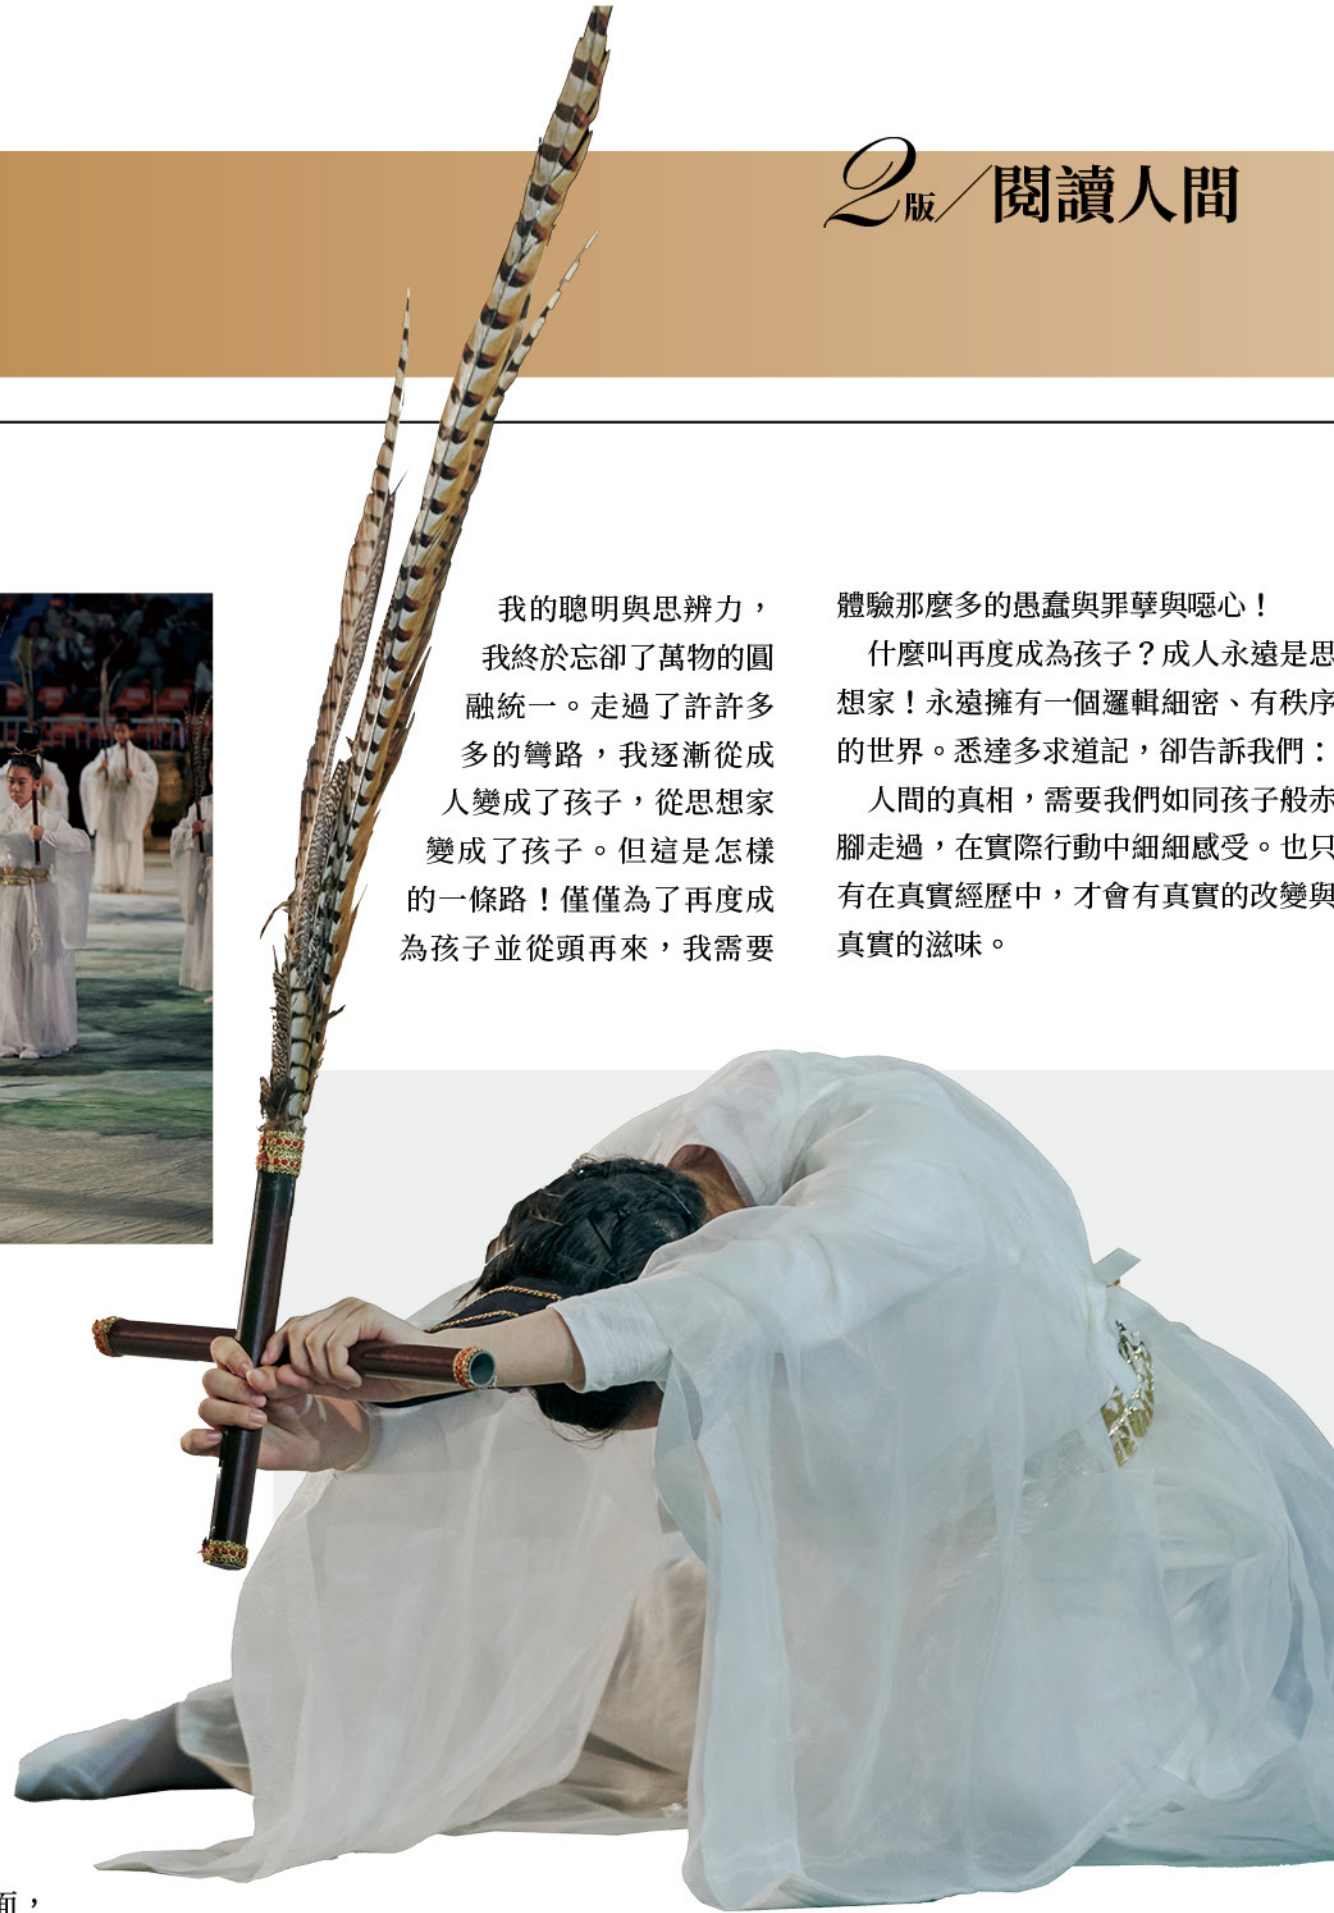 2版／閱讀人間
我的聰明與思辨力，
我終於忘卻了萬物的圓
融統一。走過了許許多
多的彎路，我逐漸從成
人變成了孩子，從思想家
變成了孩子。但這是怎樣
的一條路！僅僅為了再度成
為孩子並從頭再來，我需要
體驗那麼多的愚蠢與罪孽與噁心！
什麼叫再度成為孩子？成人永遠是思
想家！永遠擁有一個邏輯細密、有秩序
的世界。悉達多求道記，卻告訴我們：
人間的真相，需要我們如同孩子般赤
腳走過，在實際行動中細細感受。也只
有在真實經歷中，才會有真實的改變與
真實的滋味。
面，